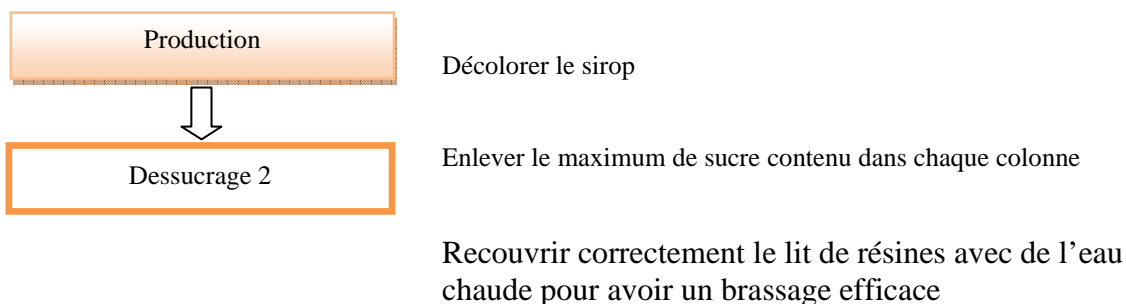 Production
Décolorer le sirop
Dessucrage 2
Enlever le maximum de sucre contenu dans chaque colonne
Recouvrir correctement le lit de résines avec de l’eau
chaude pour avoir un brassage efficace